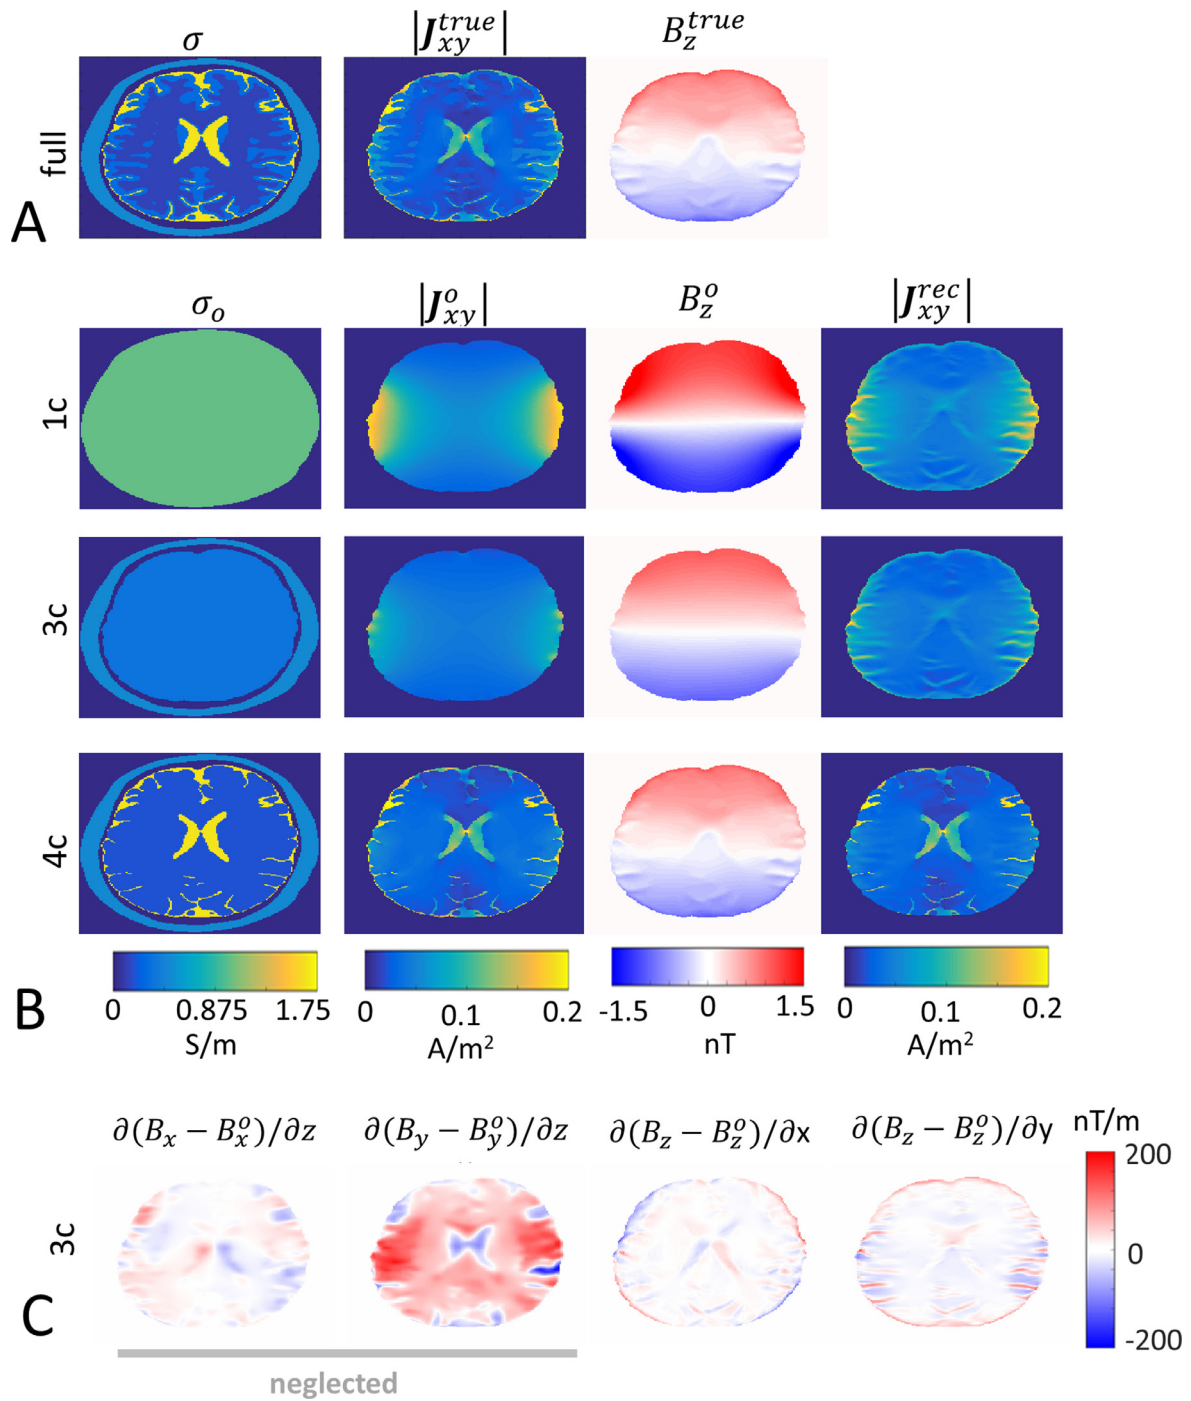 σ |J_xy^true| B_z^true
full
A
σ_o |J_xy^o| B_z^o |J_xy^rec|
1c
3c
4c
0 0.875 1.75 0 0.1 0.2 -1.5 0 1.5 0 0.1 0.2
S/m A/m² nT A/m²
B
∂(B_x − B_x^o)/∂z ∂(B_y − B_y^o)/∂z ∂(B_z − B_z^o)/∂x ∂(B_z − B_z^o)/∂y nT/m
200
3c
0
-200
C
neglected